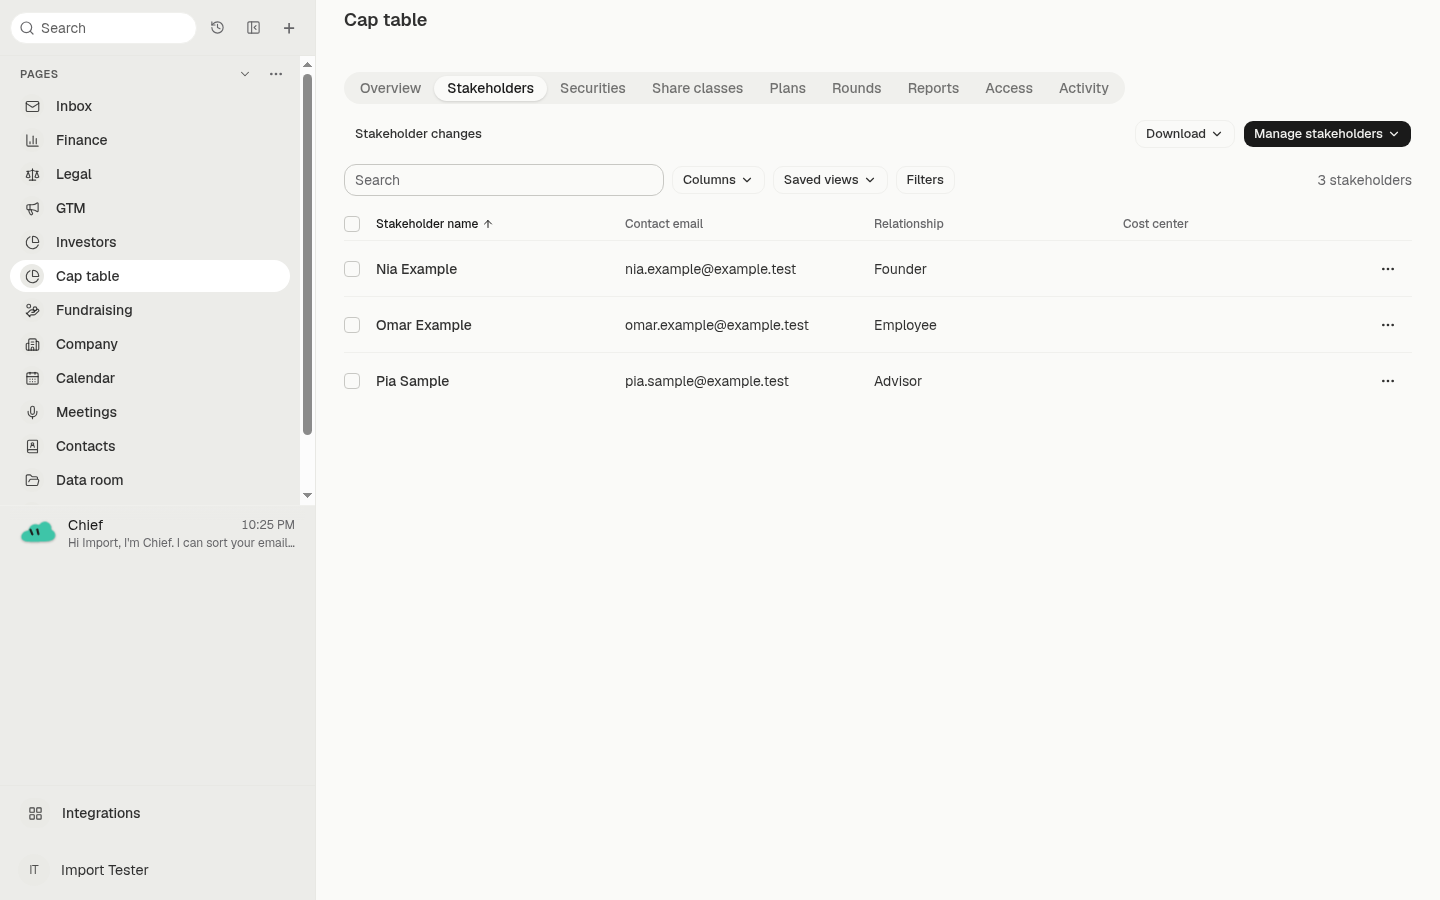 Search
PAGES
Inbox
Finance
Legal
GTM
Investors
Cap table
Fundraising
Company
Calendar
Meetings
Contacts
Data room
Chief 10:25 PM
Hi Import, I'm Chief. I can sort your email...
Integrations
IT Import Tester
Cap table
Overview Stakeholders Securities Share classes Plans Rounds Reports Access Activity
Stakeholder changes Download Manage stakeholders
Search Columns Saved views Filters 3 stakeholders
Stakeholder name Contact email Relationship Cost center
Nia Example nia.example@example.test Founder
Omar Example omar.example@example.test Employee
Pia Sample pia.sample@example.test Advisor